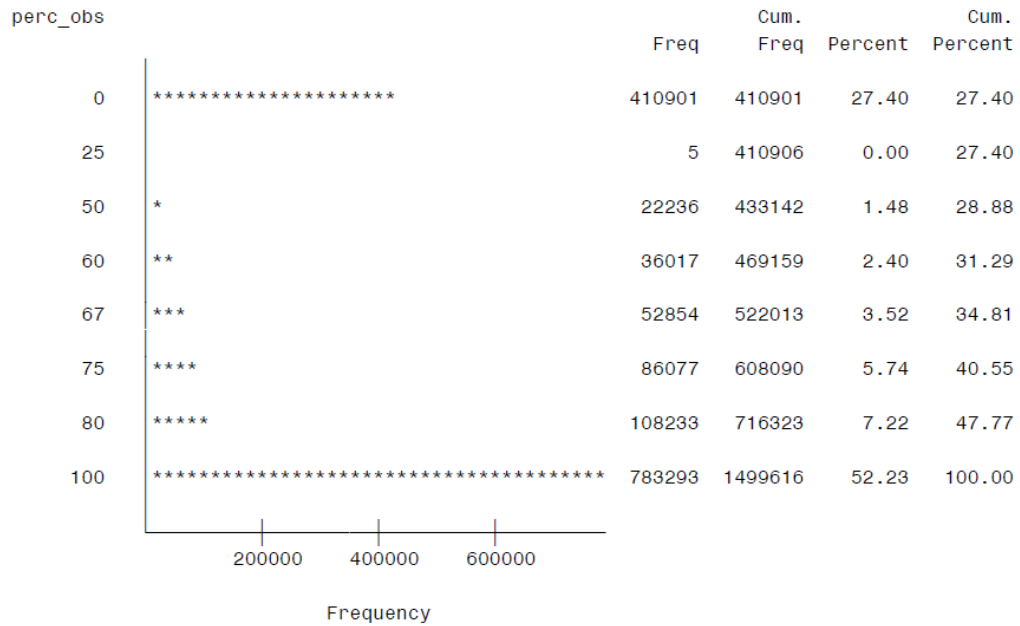 perc_obs Cum. Cum.
Freq Freq Percent Percent
0 ********************* 410901 410901 27.40 27.40
25 5 410906 0.00 27.40
50 * 22236 433142 1.48 28.88
60 ** 36017 469159 2.40 31.29
67 *** 52854 522013 3.52 34.81
75 **** 86077 608090 5.74 40.55
80 ***** 108233 716323 7.22 47.77
100 *************************************** 783293 1499616 52.23 100.00
200000 400000 600000
Frequency